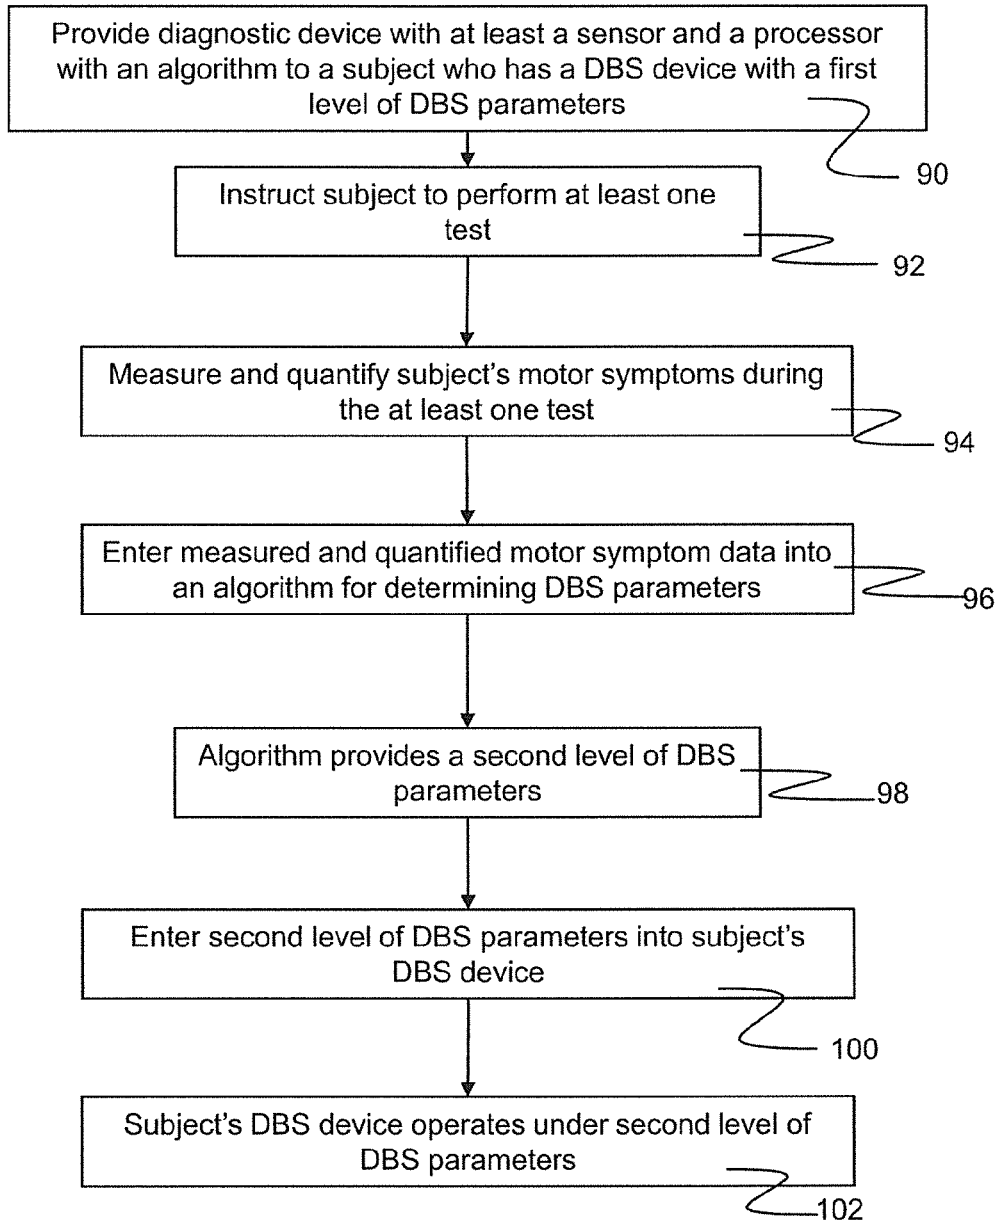 Provide diagnostic device with at least a sensor and a processor
with an algorithm to a subject who has a DBS device with a first
level of DBS parameters
90
Instruct subject to perform at least one
test
92
Measure and quantify subject's motor symptoms during
the at least one test
94
Enter measured and quantified motor symptom data into
an algorithm for determining DBS parameters
96
Algorithm provides a second level of DBS
parameters
98
Enter second level of DBS parameters into subject's
DBS device
100
Subject's DBS device operates under second level of
DBS parameters
102